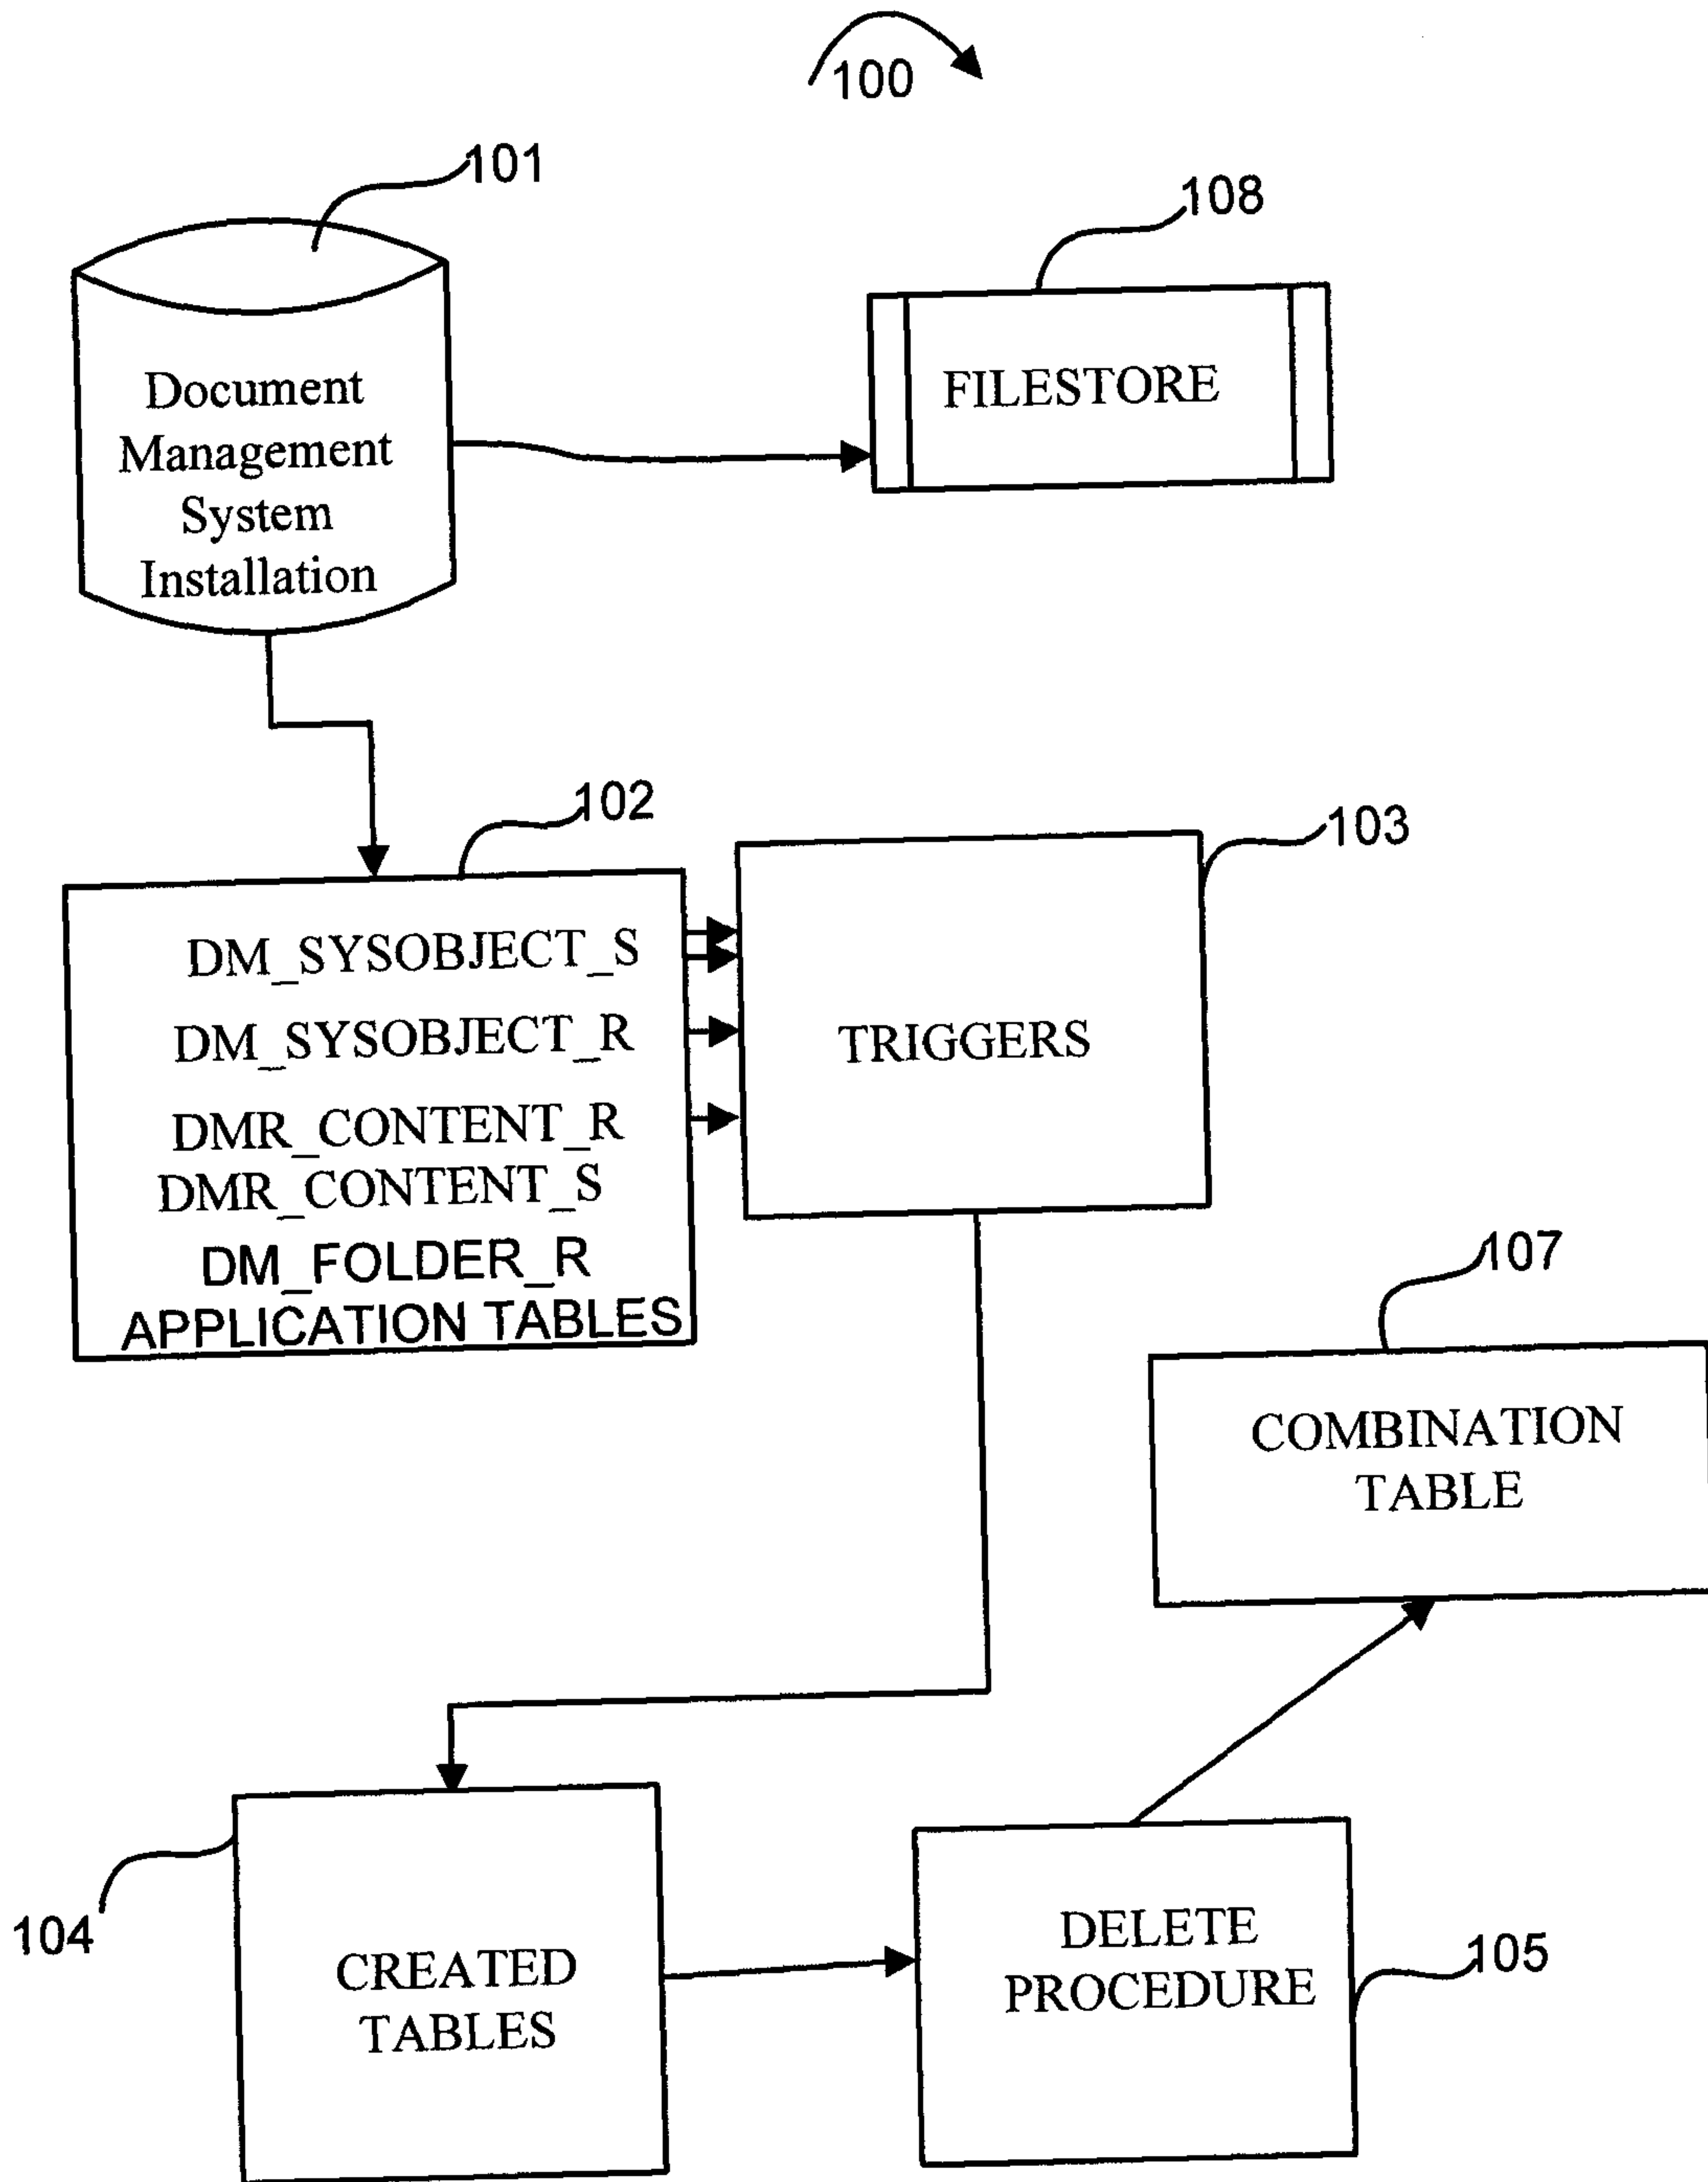 100
101
108
Document
Management
System
Installation
FILESTORE
102
103
DM_SYSOBJECT_S
DM_SYSOBJECT_R
DMR_CONTENT_R
DMR_CONTENT_S
DM_FOLDER_R
APPLICATION TABLES
TRIGGERS
107
COMBINATION
TABLE
104
CREATED
TABLES
DELETE
PROCEDURE
105